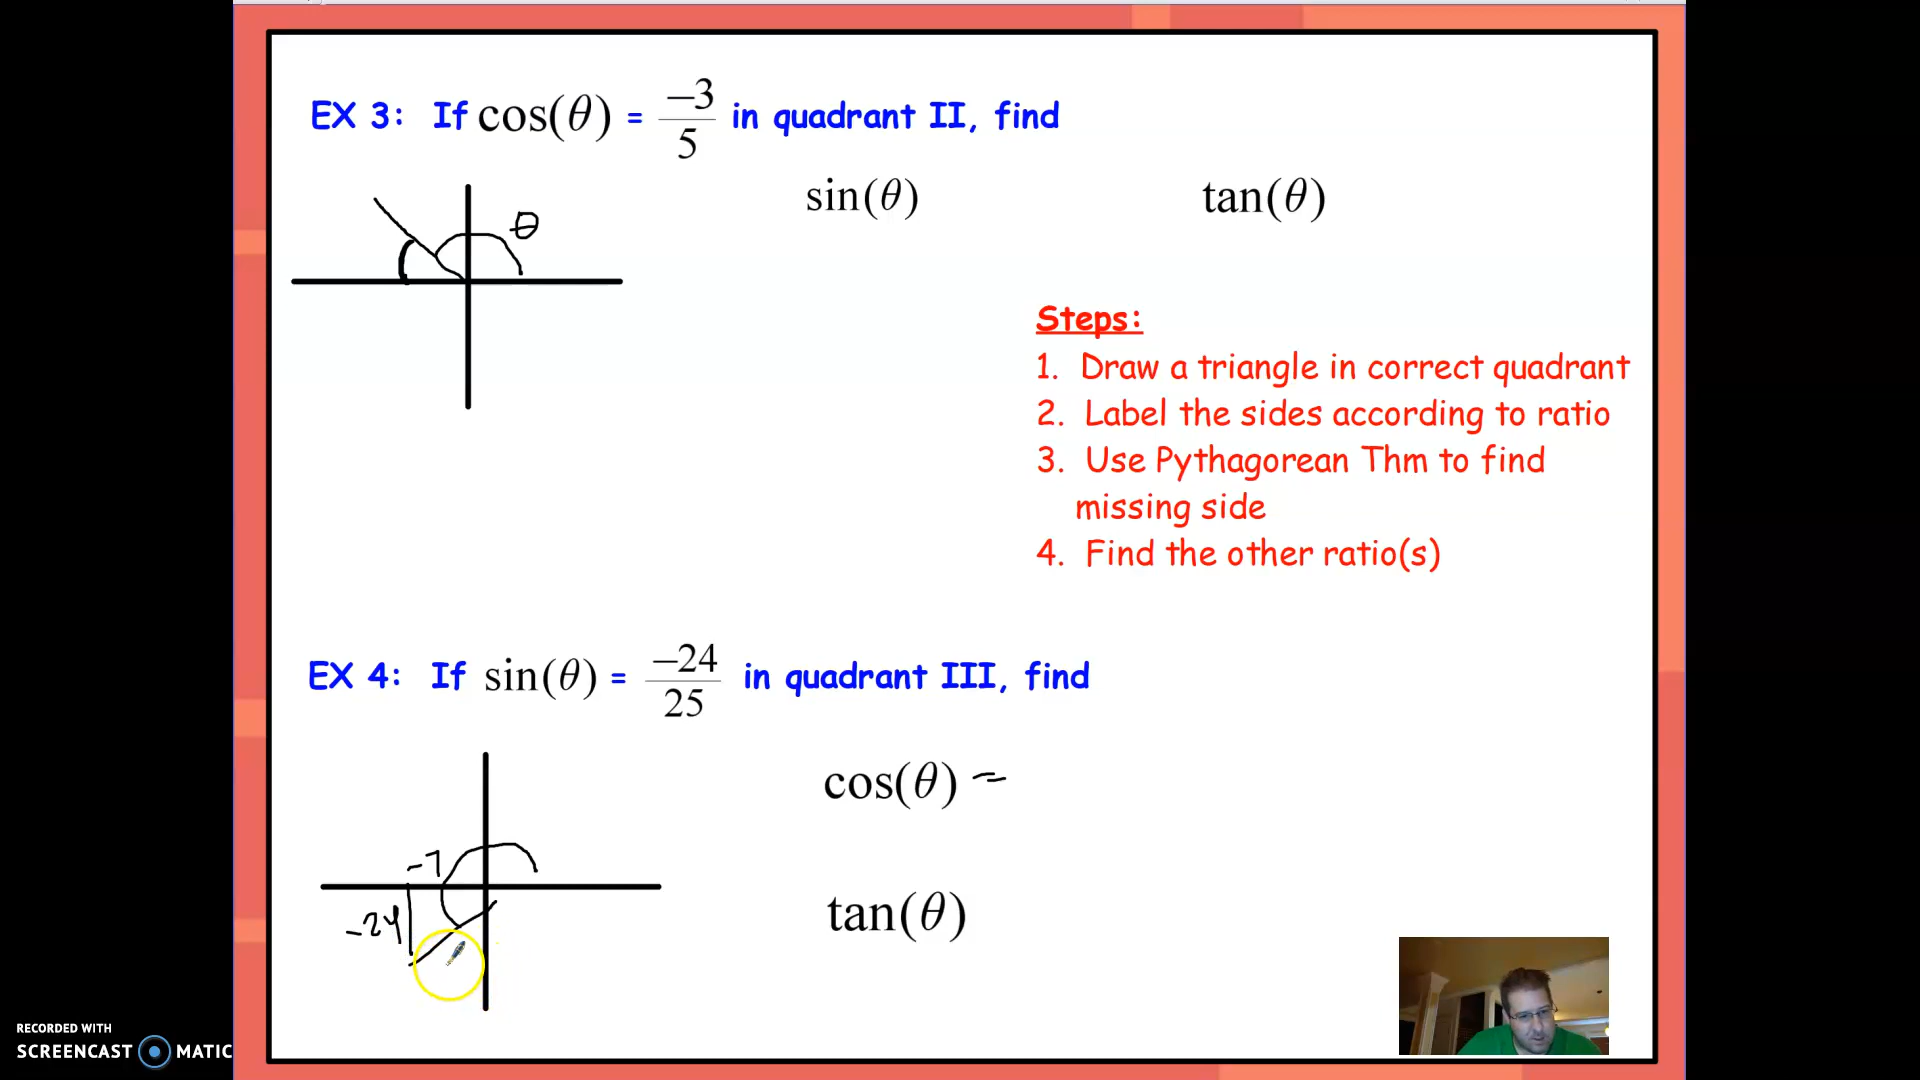 EX 3: If cos(θ) = −3/5 in quadrant II, find
sin(θ) tan(θ)
θ
Steps:
1. Draw a triangle in correct quadrant
2. Label the sides according to ratio
3. Use Pythagorean Thm to find
missing side
4. Find the other ratio(s)
EX 4: If sin(θ) = −24/25 in quadrant III, find
cos(θ) =
-7
-24
tan(θ)
RECORDED WITH
SCREENCAST MATIC